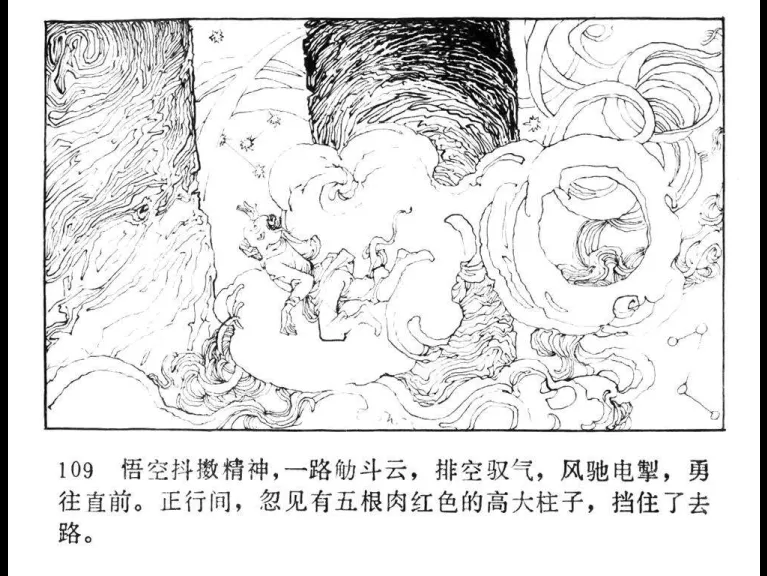 109 悟空抖擞精神，一路觔斗云，排空驭气，风驰电掣，勇
往直前。正行间，忽见有五根肉红色的高大柱子，挡住了去
路。